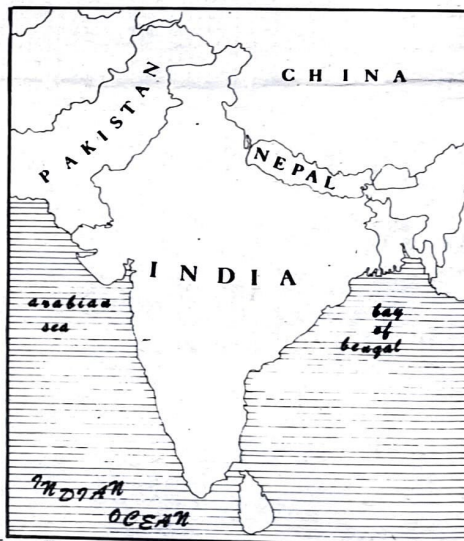 CHINA
PAKISTAN
NEPAL
INDIA
arabian
sea
bay
of
bengal
INDIAN
OCEAN